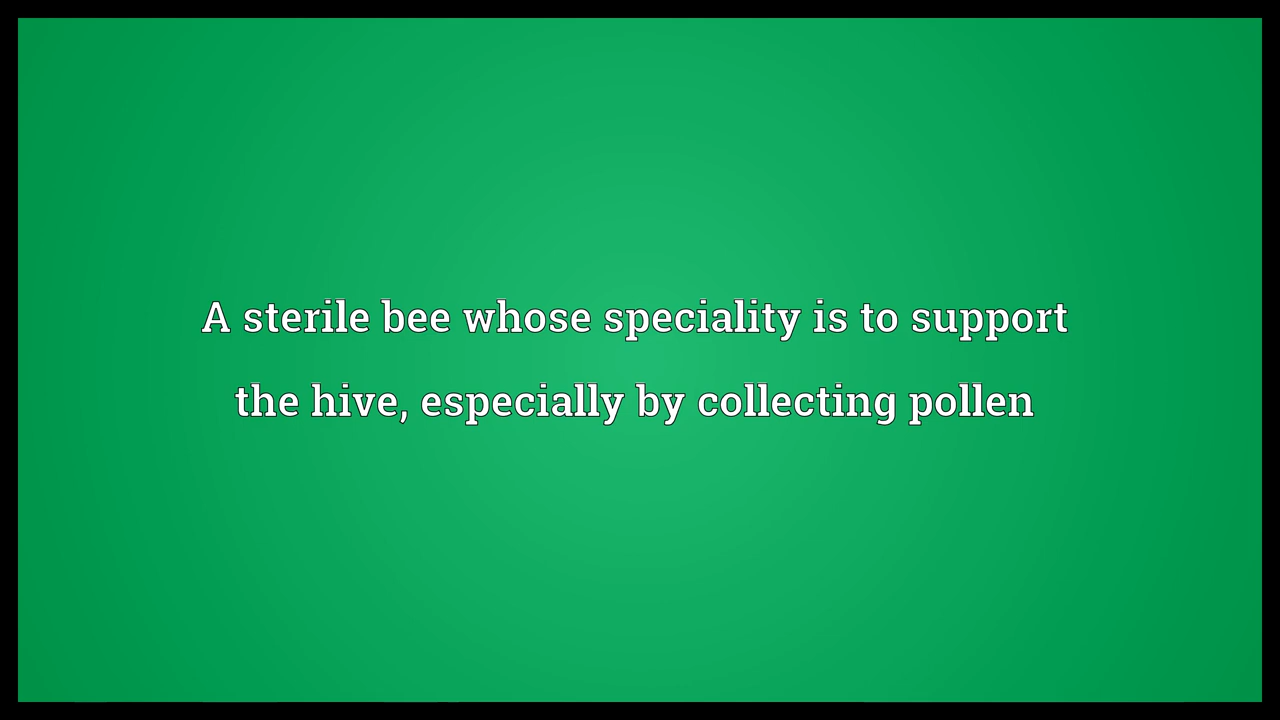 A sterile bee whose speciality is to support
the hive, especially by collecting pollen